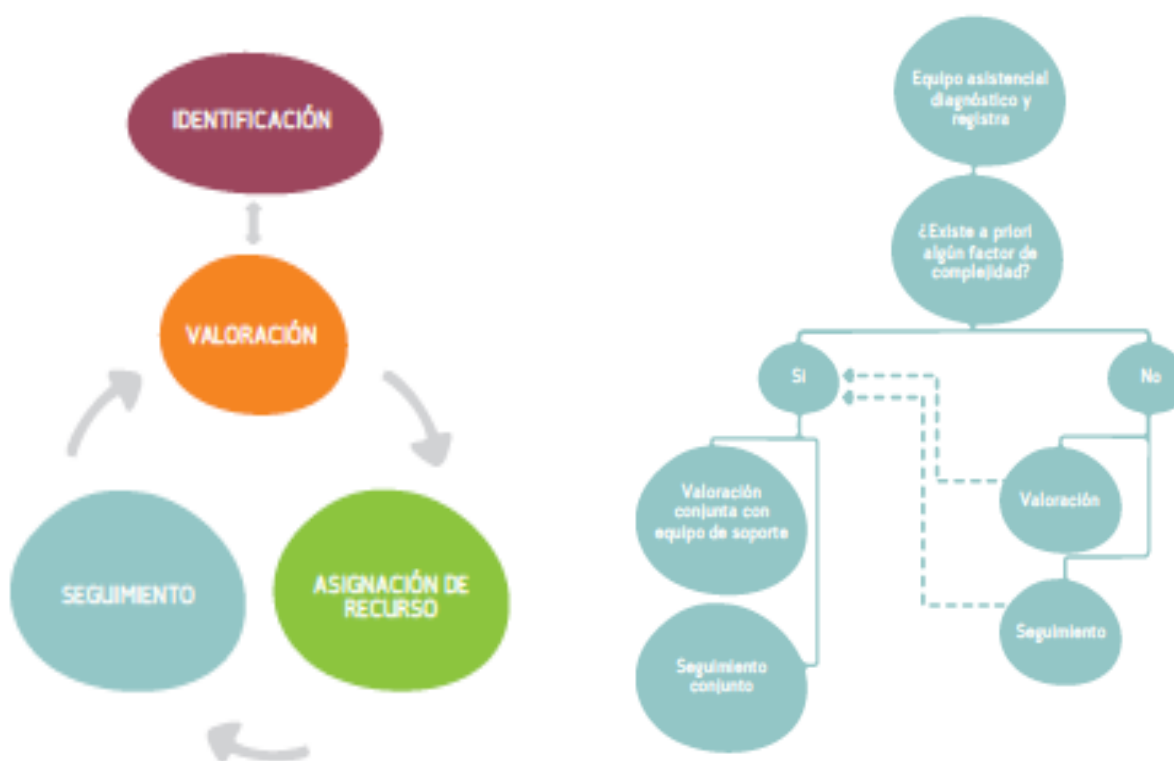 IDENTIFICACIÓN
VALORACIÓN
SEGUIMIENTO
ASIGNACIÓN DE
RECURSO
Equipo asistencial
diagnóstico y
registra
¿Existe a priori
algún factor de
complejidad?
Si
No
Valoración
conjunta con
equipo de soporte
Valoración
Seguimiento
conjunto
Seguimiento